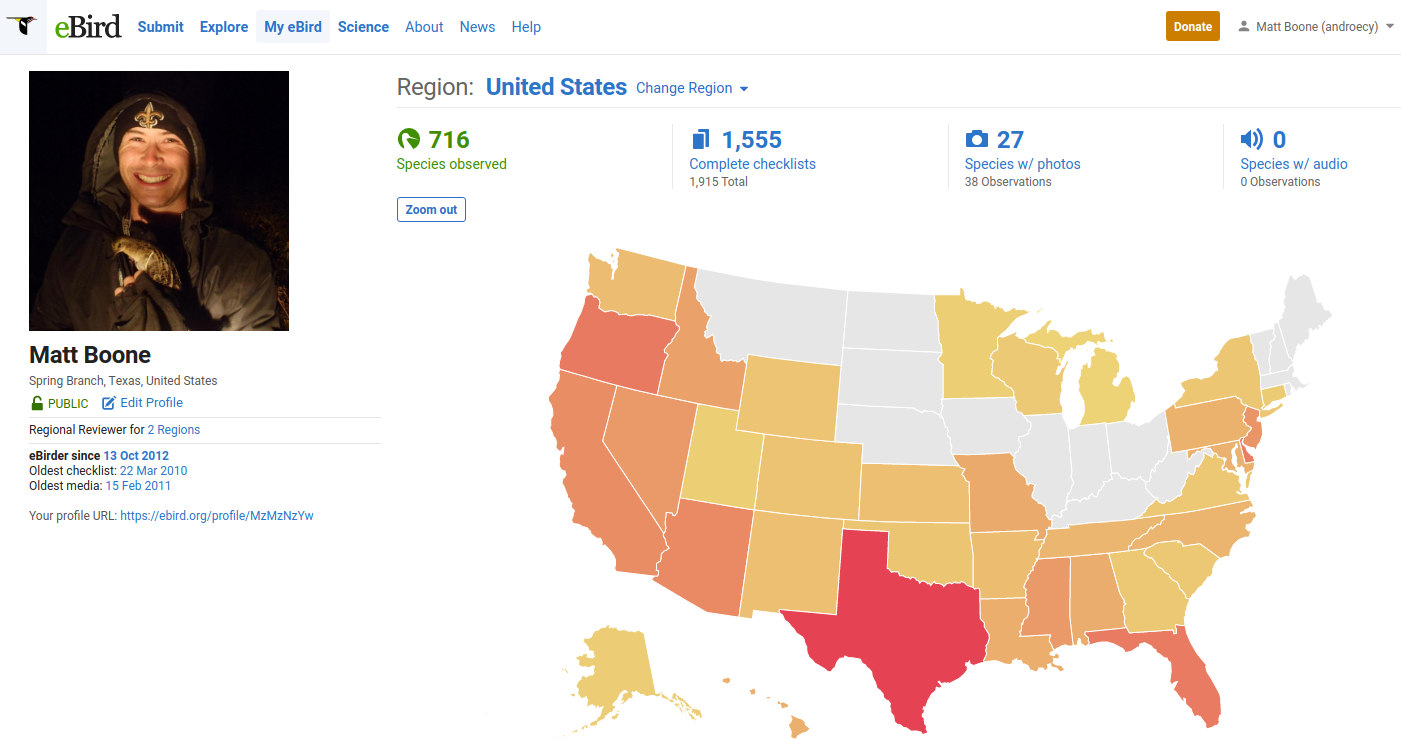 eBird Submit Explore My eBird Science About News Help Donate Matt Boone (androecy)
Region: United States Change Region
716
Species observed
1,555
Complete checklists
1,915 Total
27
Species w/ photos
38 Observations
0
Species w/ audio
0 Observations
Zoom out
Matt Boone
Spring Branch, Texas, United States
PUBLIC Edit Profile
Regional Reviewer for 2 Regions
eBirder since 13 Oct 2012
Oldest checklist: 22 Mar 2010
Oldest media: 15 Feb 2011
Your profile URL: https://ebird.org/profile/MzMzNzYw